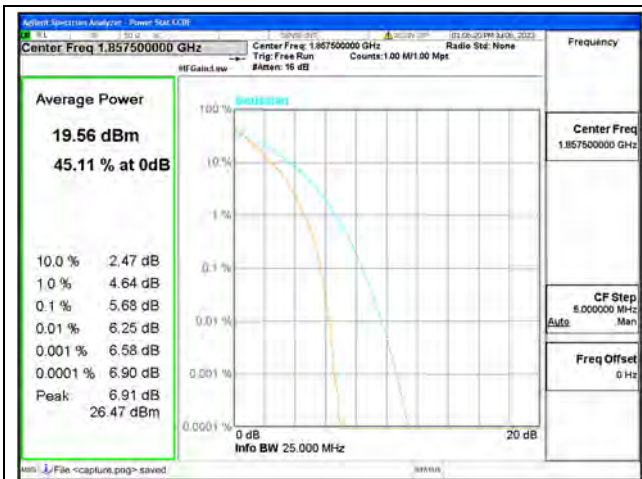 Agilent Spectrum Analyzer - Power Stat CCDF
Center Freq 1.857500000 GHz
Center Freq: 1.857500000 GHz
Radio Std: None
Trig: Free Run
Counts:1.00 M/1.00 Mpt
#IFGain:Low
#Atten: 16 dB
Frequency
Average Power
19.56 dBm
45.11 % at 0dB
10.0 % 2.47 dB
1.0 % 4.64 dB
0.1 % 5.68 dB
0.01 % 6.25 dB
0.001 % 6.58 dB
0.0001 % 6.90 dB
Peak 6.91 dB
26.47 dBm
Gaussian
100 %
10 %
1 %
0.1 %
0.01 %
0.001 %
0.0001 %
0 dB
20 dB
Info BW 25.000 MHz
Center Freq
1.857500000 GHz
CF Step
5.000000 MHz
Auto Man
Freq Offset
0 Hz
MSG File <capture.png> saved
STATUS